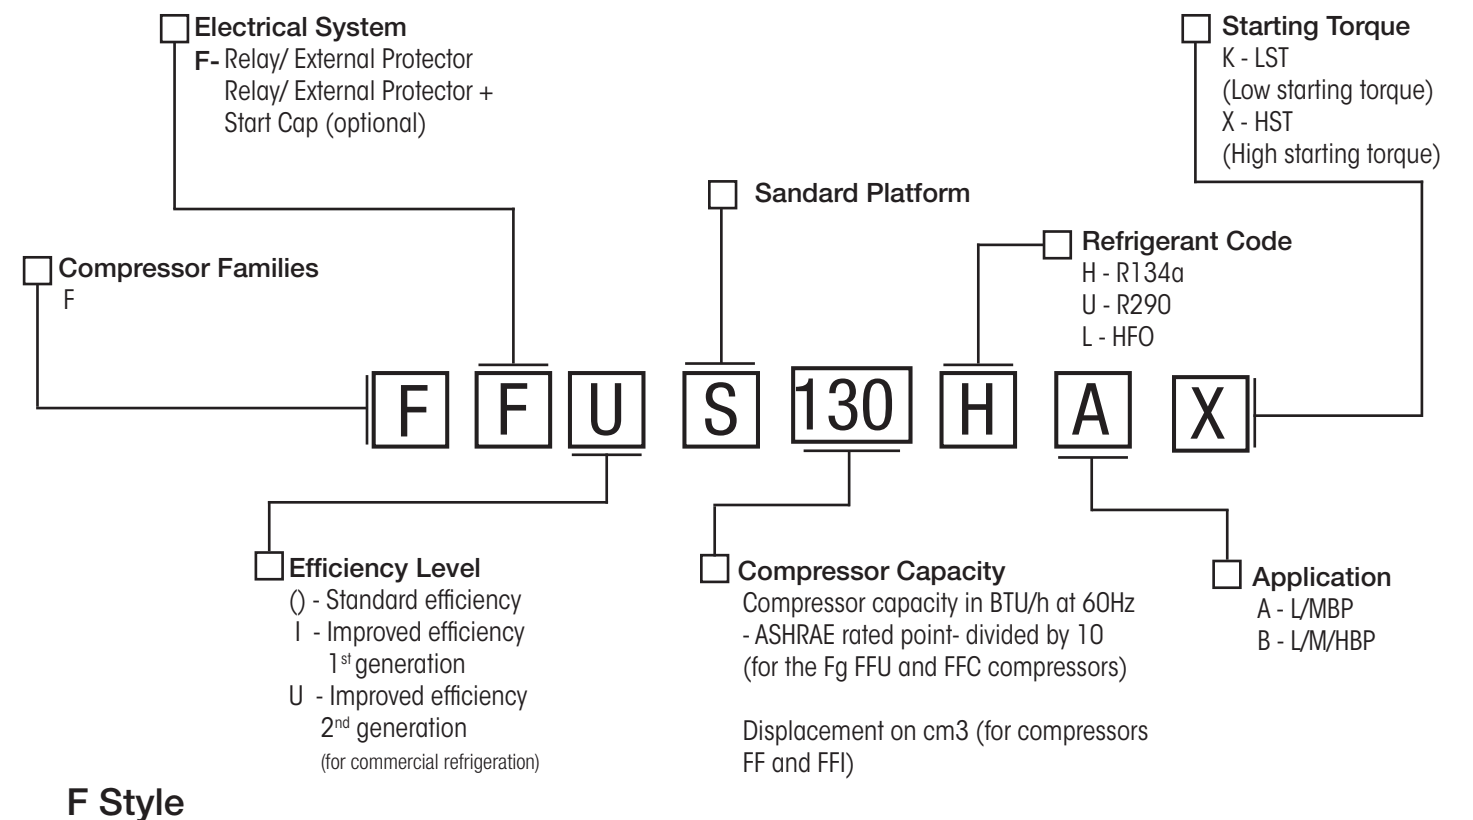 Electrical System
F- Relay/ External Protector
Relay/ External Protector +
Start Cap (optional)
Starting Torque
K - LST
(Low starting torque)
X - HST
(High starting torque)
Sandard Platform
Refrigerant Code
H - R134a
U - R290
L - HFO
Compressor Families
F
F F U S 130 H A X
Efficiency Level
() - Standard efficiency
I - Improved efficiency
1st generation
U - Improved efficiency
2nd generation
(for commercial refrigeration)
Compressor Capacity
Compressor capacity in BTU/h at 60Hz
- ASHRAE rated point- divided by 10
(for the Fg FFU and FFC compressors)
Displacement on cm3 (for compressors
FF and FFI)
Application
A - L/MBP
B - L/M/HBP
F Style